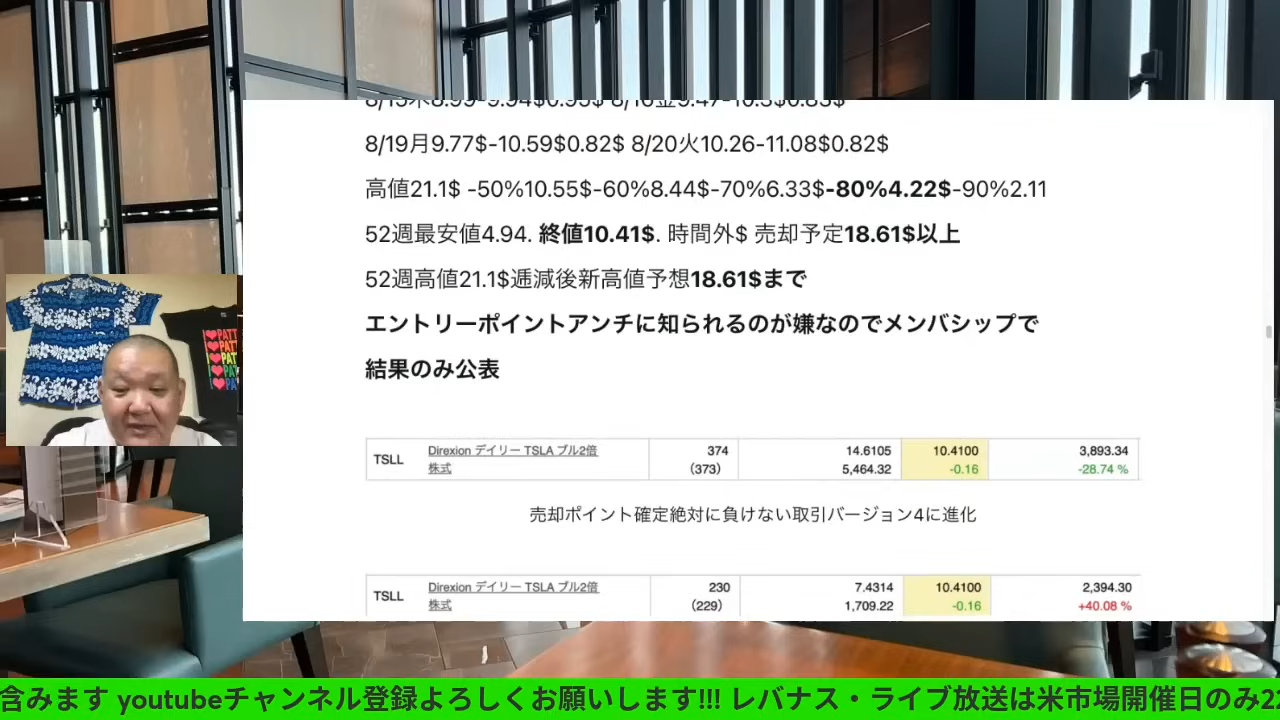 8/19月9.77$-10.59$0.82$ 8/20火10.26-11.08$0.82$
高値21.1$ -50%10.55$-60%8.44$-70%6.33$-80%4.22$-90%2.11
52週最安値4.94. 終値10.41$. 時間外$ 売却予定18.61$以上
52週高値21.1$逓減後新高値予想18.61$まで
エントリーポイントアンチに知られるのが嫌なのでメンバシップで
結果のみ公表
TSLL Direxion デイリー TSLA ブル2倍 374 14.6105 10.4100 3,893.34
株式 (373) 5,464.32 -0.16 -28.74 %
売却ポイント確定絶対に負けない取引バージョン4に進化
TSLL Direxion デイリー TSLA ブル2倍 230 7.4314 10.4100 2,394.30
株式 (229) 1,709.22 -0.16 +40.08 %
含みます youtubeチャンネル登録よろしくお願いします!!! レバナス・ライブ放送は米市場開催日のみ2